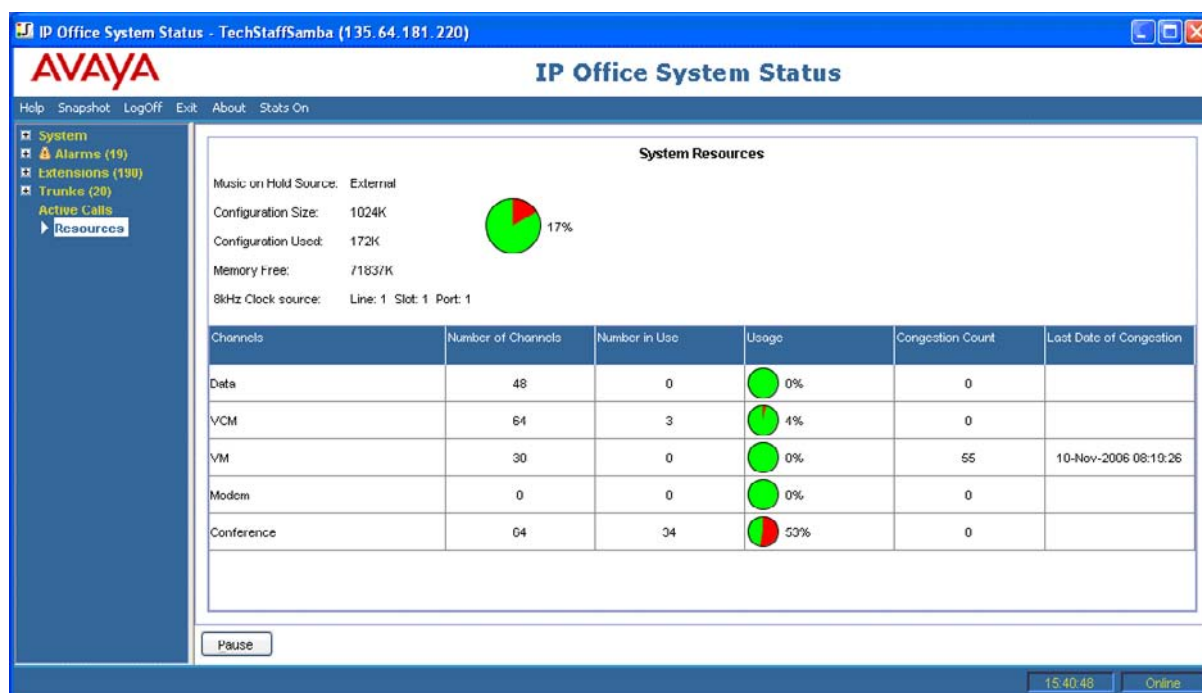 IP Office System Status - TechStaffSamba (135.64.181.220)
AVAYA
IP Office System Status
Help Snapshot LogOff Exit About Stats On
System
Alarms (19)
Extensions (190)
Trunks (20)
Active Calls
Resources
System Resources
Music on Hold Source: External
Configuration Size: 1024K
17%
Configuration Used: 172K
Memory Free: 71837K
8kHz Clock source: Line: 1 Slot: 1 Port: 1
Channels Number of Channels Number in Use Usage Congestion Count Last Date of Congestion
Data 48 0 0% 0
VCM 64 3 4% 0
VM 30 0 0% 55 10-Nov-2006 08:19:26
Modem 0 0 0% 0
Conference 64 34 53% 0
Pause
15:40:48 Online